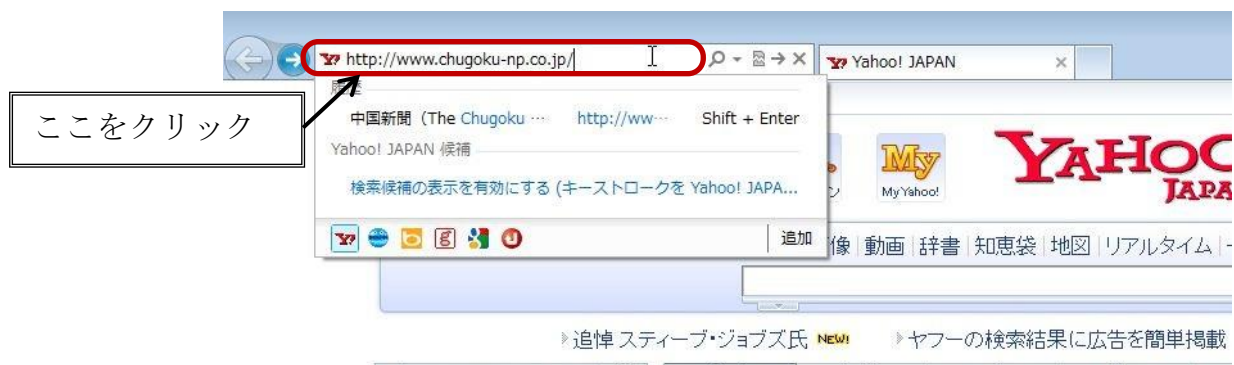 http://www.chugoku-np.co.jp/
Yahoo! JAPAN
履歴
ここをクリック
中国新聞 (The Chugoku … http://ww… Shift + Enter
Yahoo! JAPAN 候補
検索候補の表示を有効にする (キーストロークを Yahoo! JAPA...
My
My Yahoo!
YAHOO
JAPA
追加
像 動画 辞書 知恵袋 地図 リアルタイム
追悼 スティーブ・ジョブズ氏 NEW!
ヤフーの検索結果に広告を簡単掲載